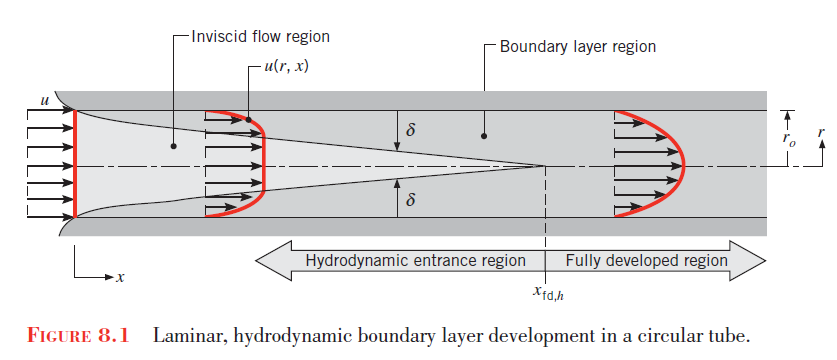 Inviscid flow region
Boundary layer region
u(r, x)
u
δ
r
r_o
δ
Hydrodynamic entrance region
Fully developed region
x
x_fd,h
FIGURE 8.1 Laminar, hydrodynamic boundary layer development in a circular tube.